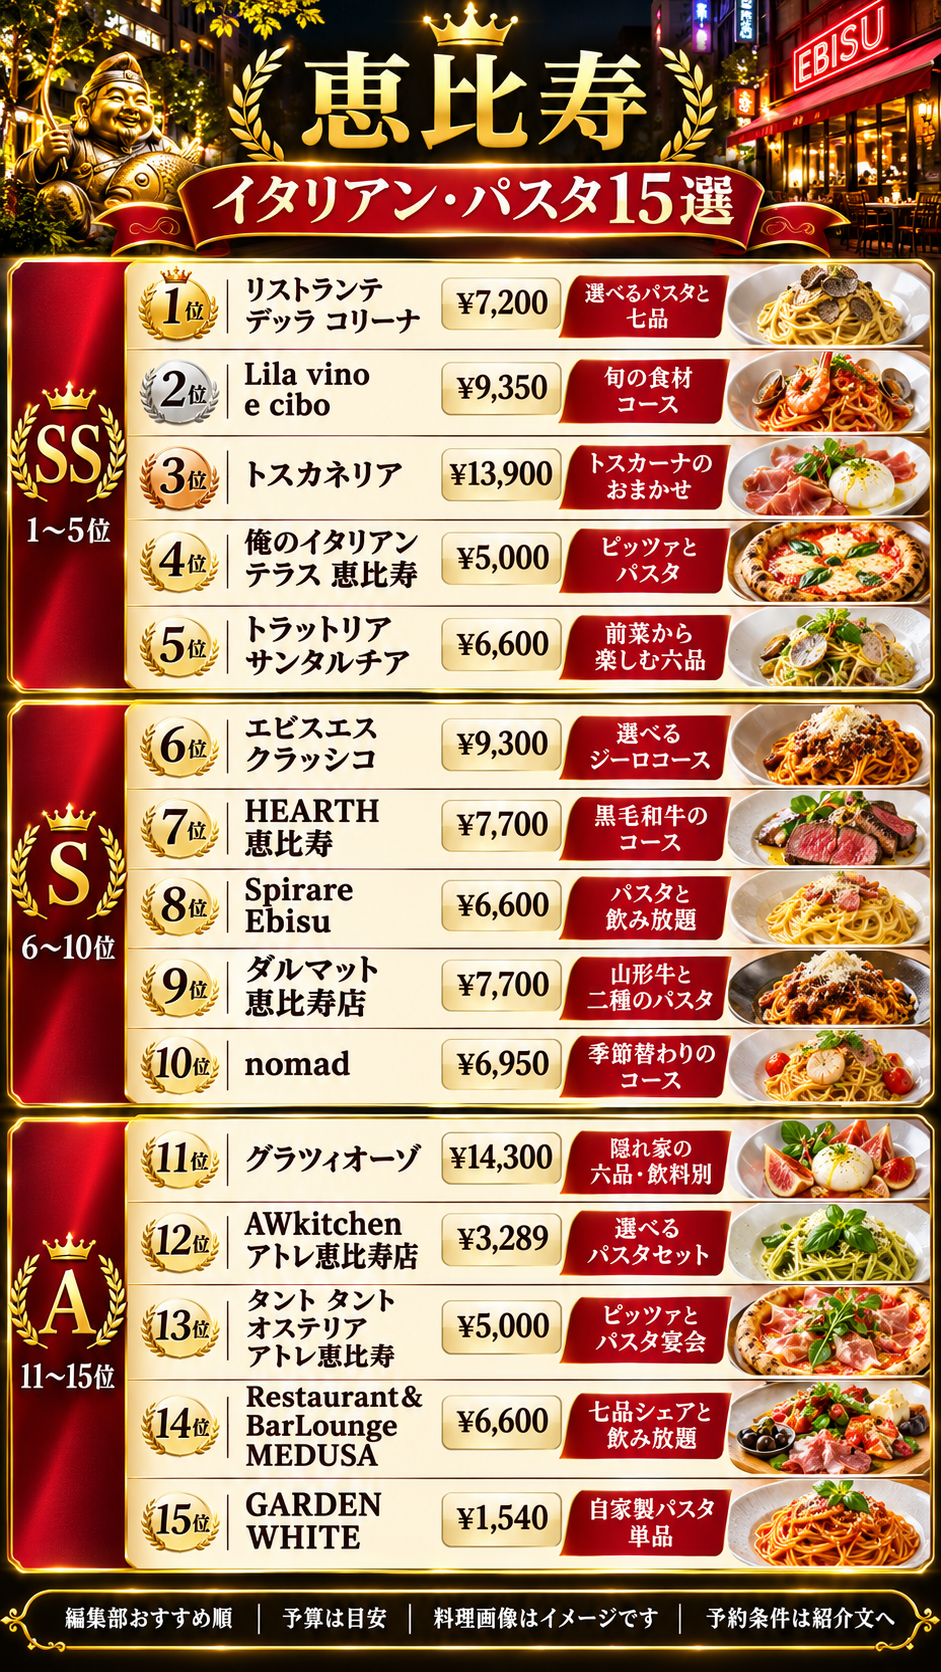 EBISU
恵比寿
イタリアン・パスタ15選
SS
1〜5位
1位
リストランテ
デッラ コリーナ
¥7,200
選べるパスタと
七品
2位
Lila vino
e cibo
¥9,350
旬の食材
コース
3位
トスカネリア
¥13,900
トスカーナの
おまかせ
4位
俺のイタリアン
テラス 恵比寿
¥5,000
ピッツァと
パスタ
5位
トラットリア
サンタルチア
¥6,600
前菜から
楽しむ六品
S
6〜10位
6位
エビスエス
クラッシコ
¥9,300
選べる
ジーロコース
7位
HEARTH
恵比寿
¥7,700
黒毛和牛の
コース
8位
Spirare
Ebisu
¥6,600
パスタと
飲み放題
9位
ダルマット
恵比寿店
¥7,700
山形牛と
二種のパスタ
10位
nomad
¥6,950
季節替わりの
コース
A
11〜15位
11位
グラツィオーゾ
¥14,300
隠れ家の
六品・飲料別
12位
AWkitchen
アトレ恵比寿店
¥3,289
選べる
パスタセット
13位
タント タント
オステリア
アトレ恵比寿
¥5,000
ピッツァと
パスタ宴会
14位
Restaurant&
BarLounge
MEDUSA
¥6,600
七品シェアと
飲み放題
15位
GARDEN
WHITE
¥1,540
自家製パスタ
単品
編集部おすすめ順 | 予算は目安 | 料理画像はイメージです | 予約条件は紹介文へ